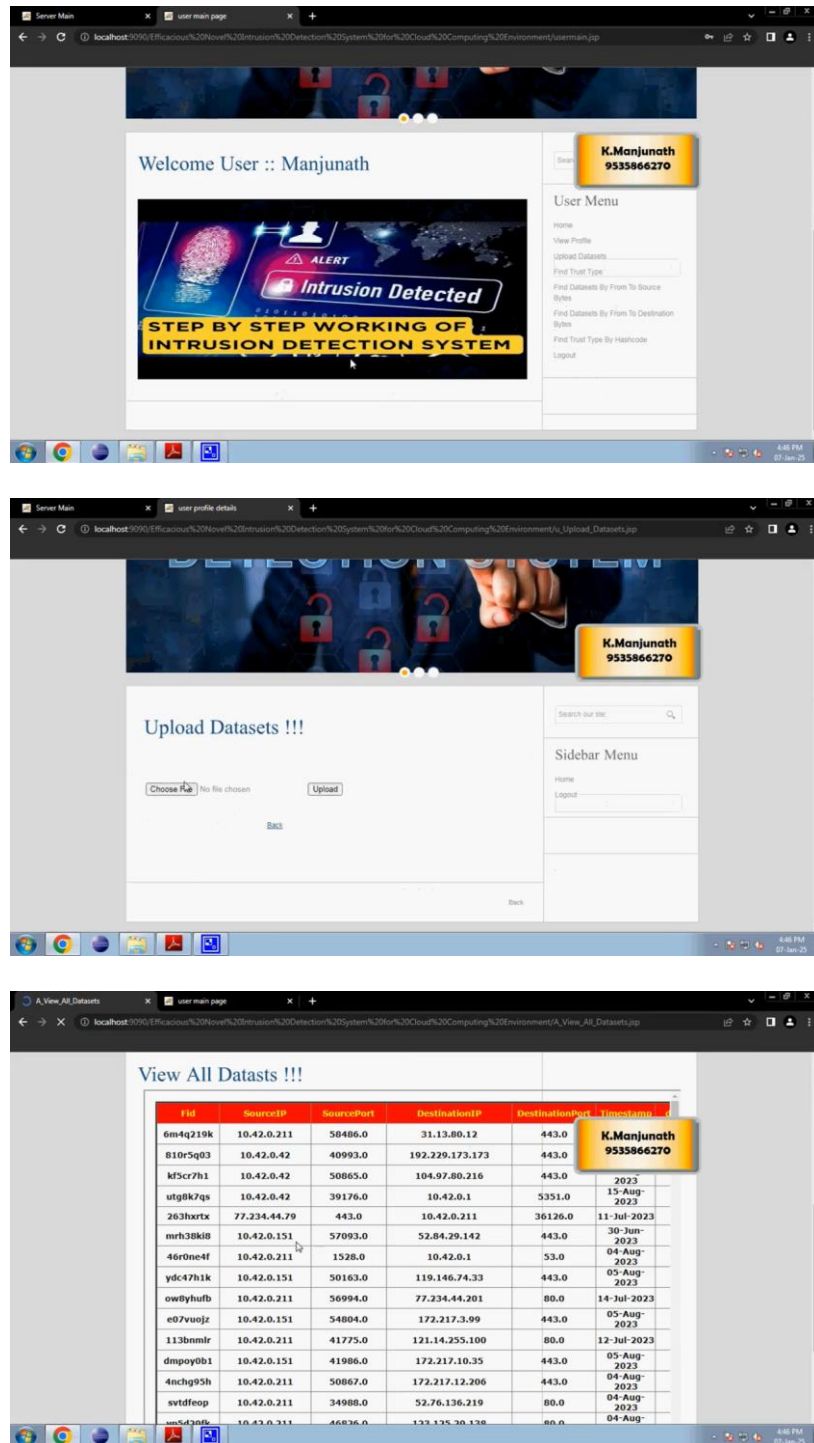 Server Main
user main page
localhost:9090/Efficacious%20Novel%20Intrusion%20Detection%20System%20for%20Cloud%20Computing%20Environment/usermain.jsp
K.Manjunath
9535866270
Welcome User :: Manjunath
ALERT
Intrusion Detected
STEP BY STEP WORKING OF
INTRUSION DETECTION SYSTEM
User Menu
Home
View Profile
Upload Datasets
Find Trust Type
Find Datasets By From To Source
Bytes
Find Datasets By From To Destination
Bytes
Find Trust Type By Hashcode
Logout
4:46 PM
07-Jan-25
Server Main
user profile details
localhost:9090/Efficacious%20Novel%20Intrusion%20Detection%20System%20for%20Cloud%20Computing%20Environment/u_Upload_Datasets.jsp
DETECTION SYSTEM
K.Manjunath
9535866270
Upload Datasets !!!
Choose File No file chosen Upload
Back
Search our site:
Sidebar Menu
Home
Logout
Back
4:46 PM
07-Jan-25
A_View_All_Datasets
user main page
localhost:9090/Efficacious%20Novel%20Intrusion%20Detection%20System%20for%20Cloud%20Computing%20Environment/A_View_All_Datasets.jsp
View All Datasts !!!
K.Manjunath
9535866270
Fid SourceIP SourcePort DestinationIP DestinationPort Timestamp
6m4q219k 10.42.0.211 58486.0 31.13.80.12 443.0
810r5q03 10.42.0.42 40993.0 192.229.173.173 443.0
kf5cr7h1 10.42.0.42 50865.0 104.97.80.216 443.0 2023
utg8k7qs 10.42.0.42 39176.0 10.42.0.1 5351.0 15-Aug-2023
263hxrtx 77.234.44.79 443.0 10.42.0.211 36126.0 11-Jul-2023
mrh38ki8 10.42.0.151 57093.0 52.84.29.142 443.0 30-Jun-2023
46r0ne4f 10.42.0.211 1528.0 10.42.0.1 53.0 04-Aug-2023
ydc47h1k 10.42.0.151 50163.0 119.146.74.33 443.0 05-Aug-2023
ow8yhufb 10.42.0.211 56994.0 77.234.44.201 80.0 14-Jul-2023
e07vuojz 10.42.0.151 54804.0 172.217.3.99 443.0 05-Aug-2023
113bnmlr 10.42.0.211 41775.0 121.14.255.100 80.0 12-Jul-2023
dmpoy0b1 10.42.0.151 41986.0 172.217.10.35 443.0 05-Aug-2023
4nchg95h 10.42.0.211 50867.0 172.217.12.206 443.0 04-Aug-2023
svtdfeop 10.42.0.211 34988.0 52.76.136.219 80.0 04-Aug-2023
04-Aug-
4:46 PM
07-Jan-25